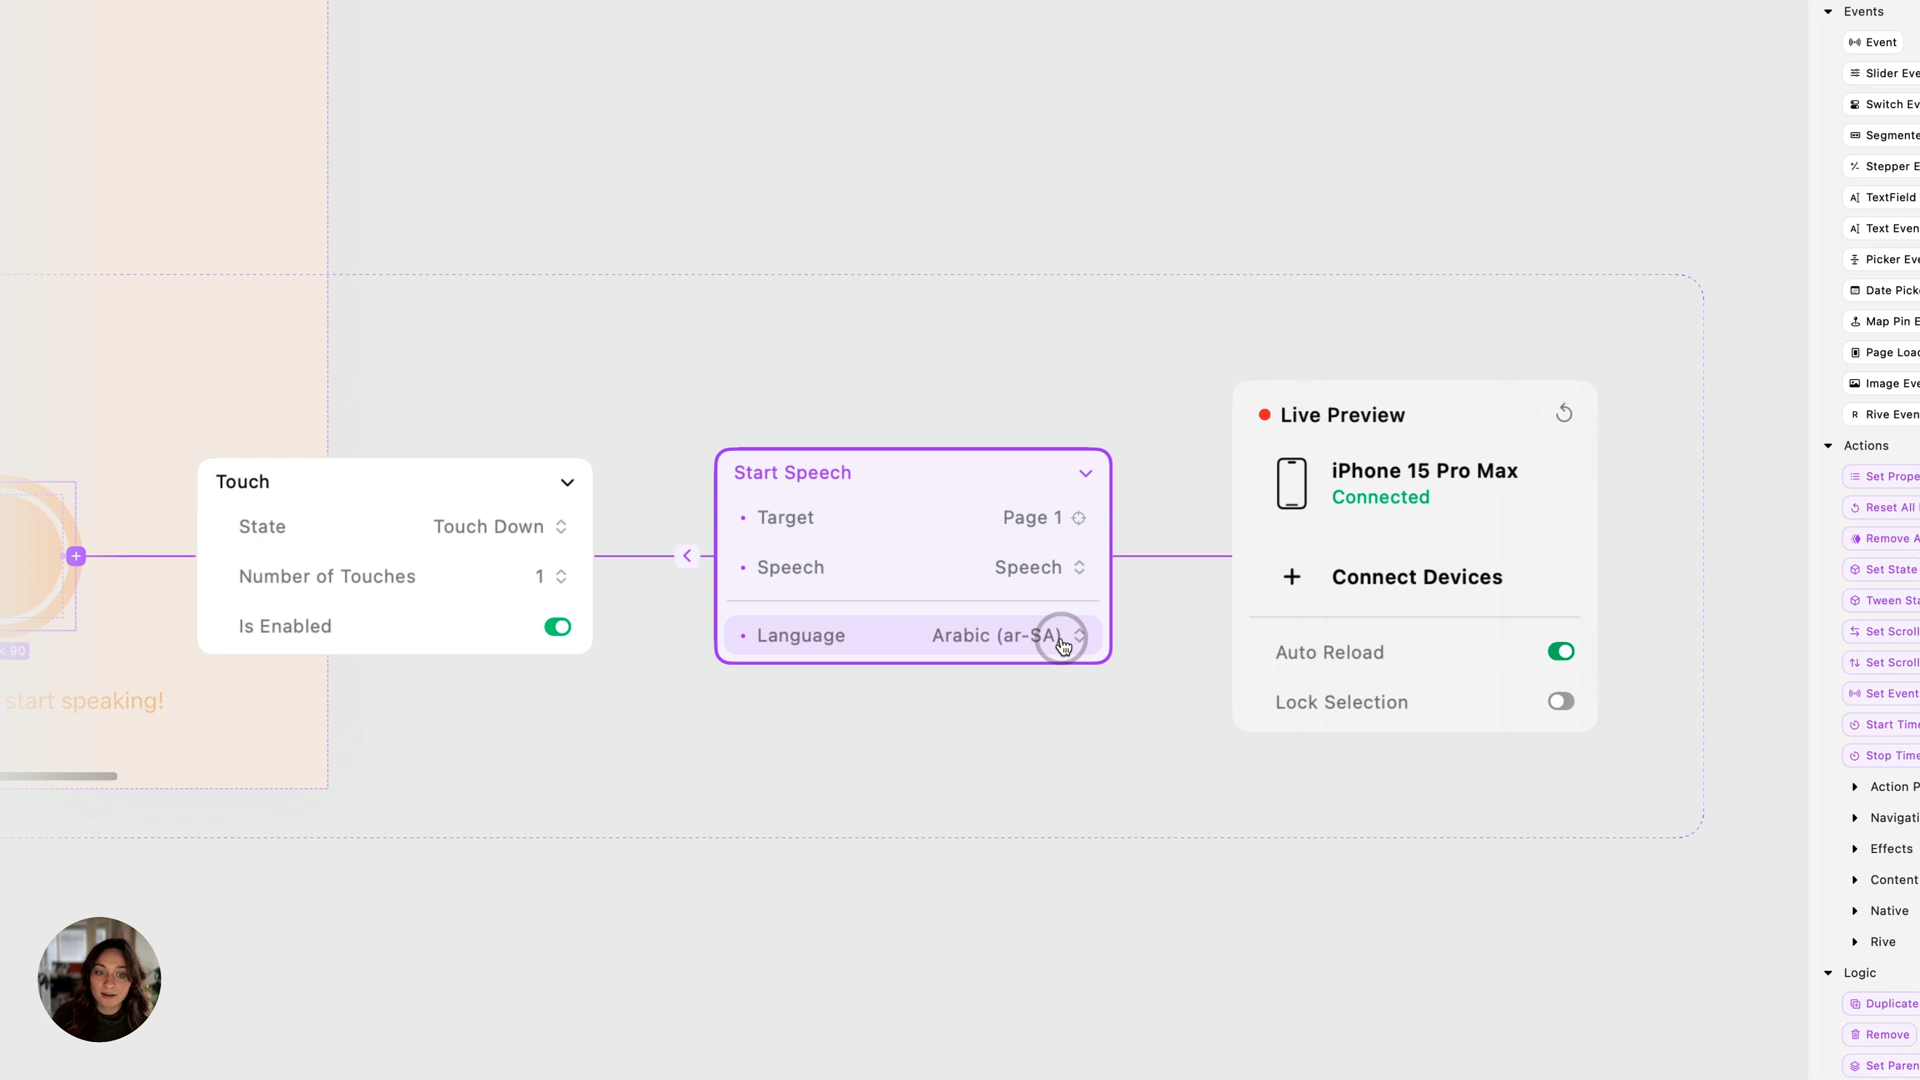 start speaking!
Touch
State Touch Down
Number of Touches 1
Is Enabled
Start Speech
Target Page 1
Speech Speech
Language Arabic (ar-SA)
Live Preview
iPhone 15 Pro Max
Connected
Connect Devices
Auto Reload
Lock Selection
Events
Event
Slider Eve
Switch Ev
Segmente
Stepper E
TextField
Text Even
Picker Eve
Date Pick
Map Pin E
Page Loa
Image Eve
Rive Even
Actions
Set Prope
Reset All
Remove A
Set State
Tween Sta
Set Scroll
Set Scroll
Set Event
Start Time
Stop Time
Action P
Navigati
Effects
Content
Native
Rive
Logic
Duplicate
Remove
Set Paren